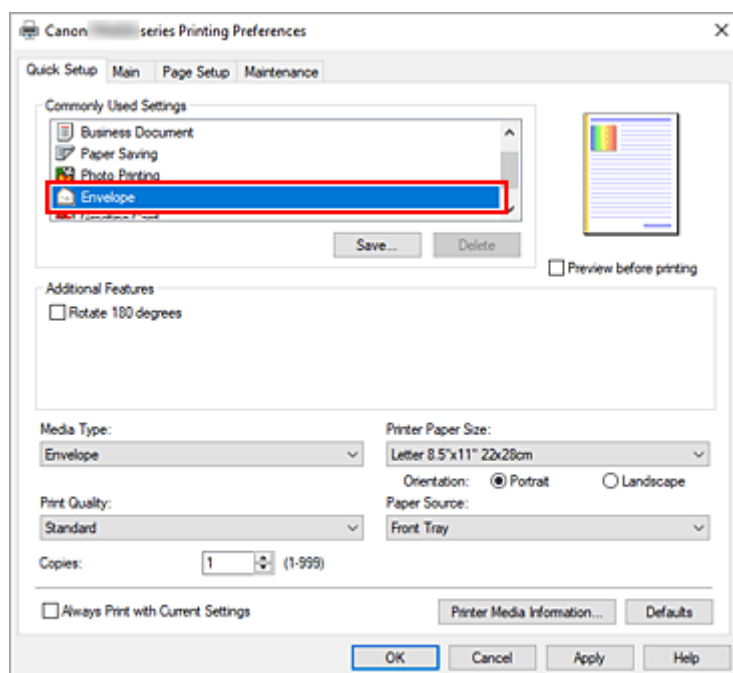 Canon series Printing Preferences
Quick Setup Main Page Setup Maintenance
Commonly Used Settings
Business Document
Paper Saving
Photo Printing
Envelope
Save... Delete
Preview before printing
Additional Features
Rotate 180 degrees
Media Type: Printer Paper Size:
Envelope Letter 8.5"x11" 22x28cm
Orientation: Portrait Landscape
Print Quality: Paper Source:
Standard Front Tray
Copies: 1 (1-999)
Always Print with Current Settings Printer Media Information... Defaults
OK Cancel Apply Help